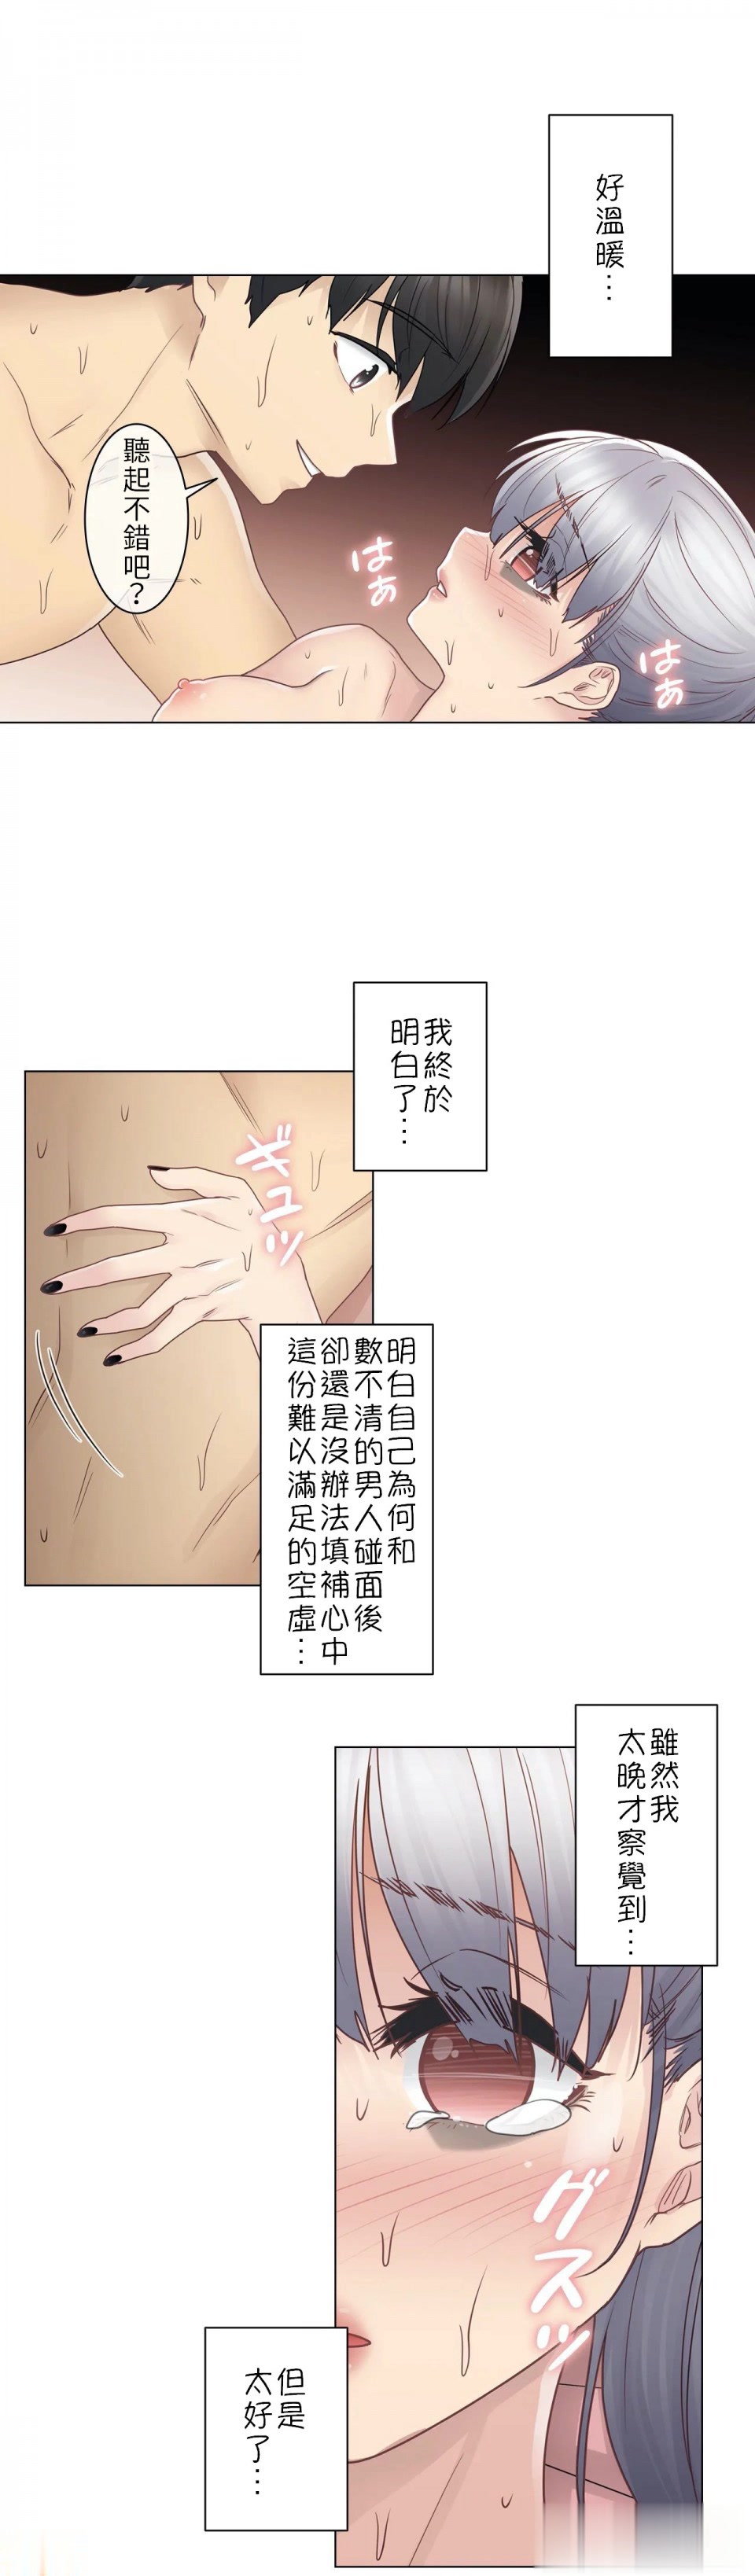 好溫暖…
聽起不錯吧？
はぁ
はぁ
我終於
明白了…
ギュッ
明白自己為何和
數不清的男人碰面後
卻還是沒辦法填補心中
這份難以滿足的空虛…
雖然我
太晚才察覺到…
グスッ
但是
太好了…